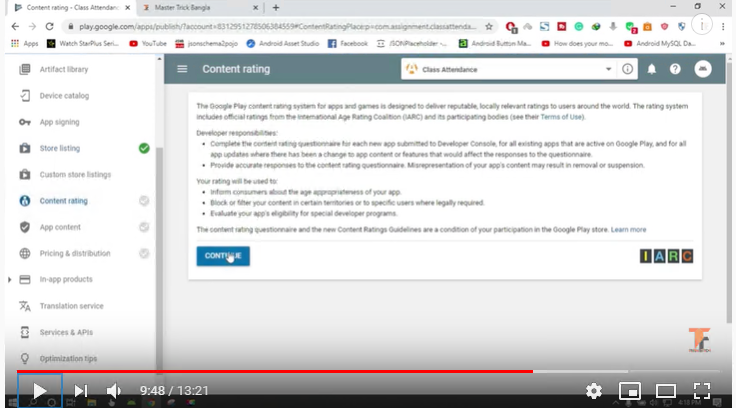 Content rating - Class Attendance
Master Trick Bangla
play.google.com/apps/publish/?account=8312951278506384559#ContentRatingPlace:p=com.assignment.classattenda...
Apps
Watch StarPlus Seri...
YouTube
jsonschema2pojo
Android Asset Studio
Facebook
JSONPlaceholder -...
Android Button Ma...
How does your mo...
Android MySQL Da...
Artifact library
Device catalog
App signing
Store listing
Custom store listings
Content rating
App content
Pricing & distribution
In-app products
Translation service
Services & APIs
Optimization tips
Content rating
Class Attendance
The Google Play content rating system for apps and games is designed to deliver reputable, locally relevant ratings to users around the world. The rating system
includes official ratings from the International Age Rating Coalition (IARC) and its participating bodies (see their Terms of Use).
Developer responsibilities:
Complete the content rating questionnaire for each new app submitted to Developer Console, for all existing apps that are active on Google Play, and for all
app updates where there has been a change to app content or features that would affect the responses to the questionnaire.
Provide accurate responses to the content rating questionnaire. Misrepresentation of your app's content may result in removal or suspension.
Your rating will be used to:
Inform consumers about the age appropriateness of your app.
Block or filter your content in certain territories or to specific users where legally required.
Evaluate your app's eligibility for special developer programs.
The content rating questionnaire and the new Content Ratings Guidelines are a condition of your participation in the Google Play store. Learn more
CONTINUE
IARC
9:48 / 13:21
4:18 PM